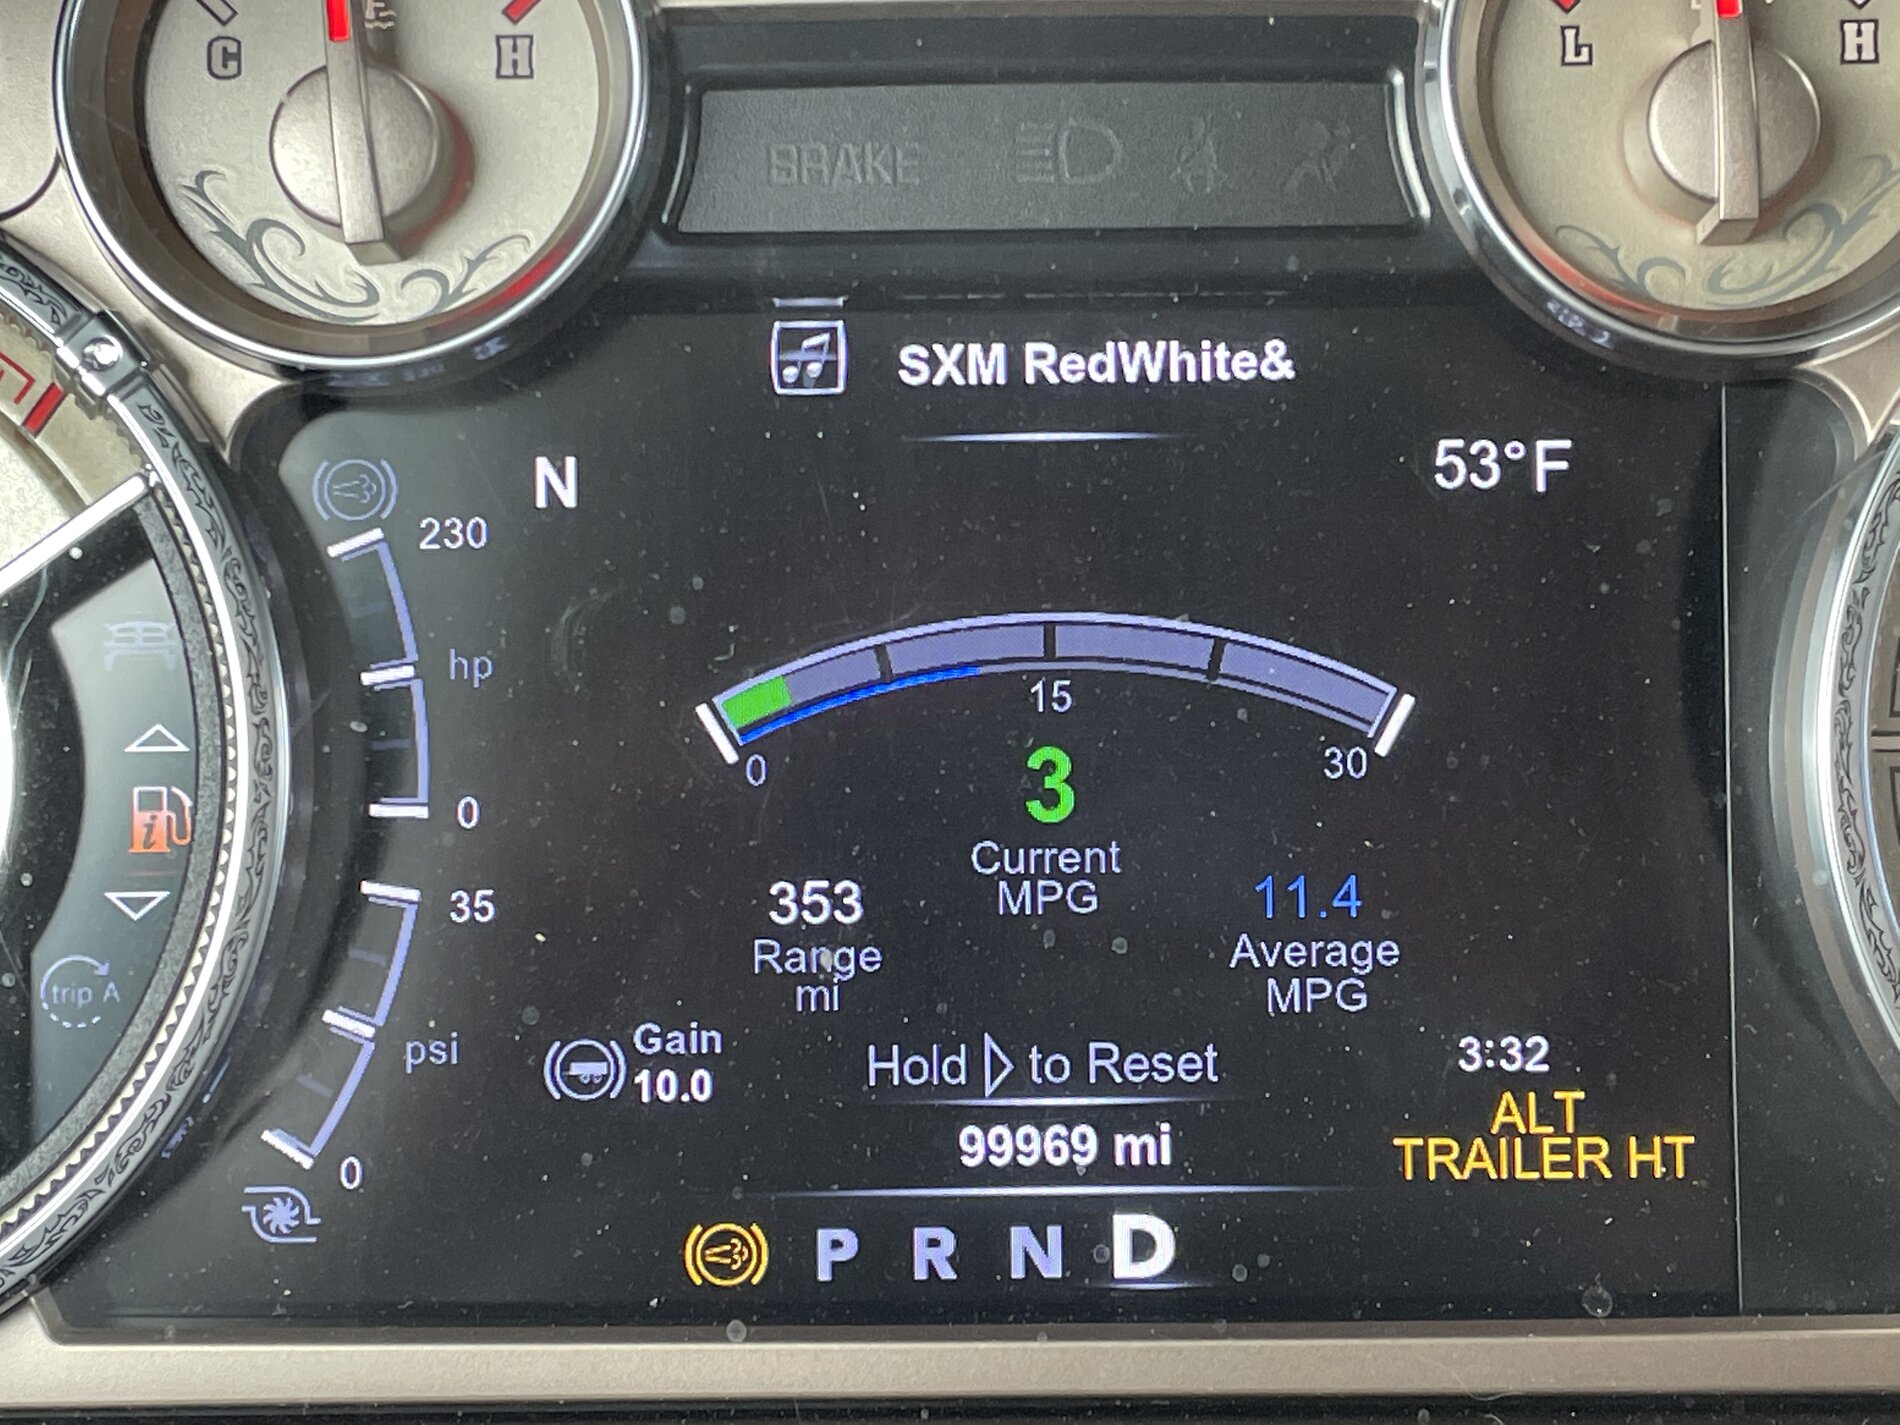 C
H
L
H
BRAKE
SXM RedWhite&
N
53°F
230
hp
0
15
0
30
3
Current
MPG
353
Range
mi
11.4
Average
MPG
35
psi
0
trip A
Gain
10.0
Hold ▷ to Reset
3:32
99969 mi
ALT
TRAILER HT
P R N D